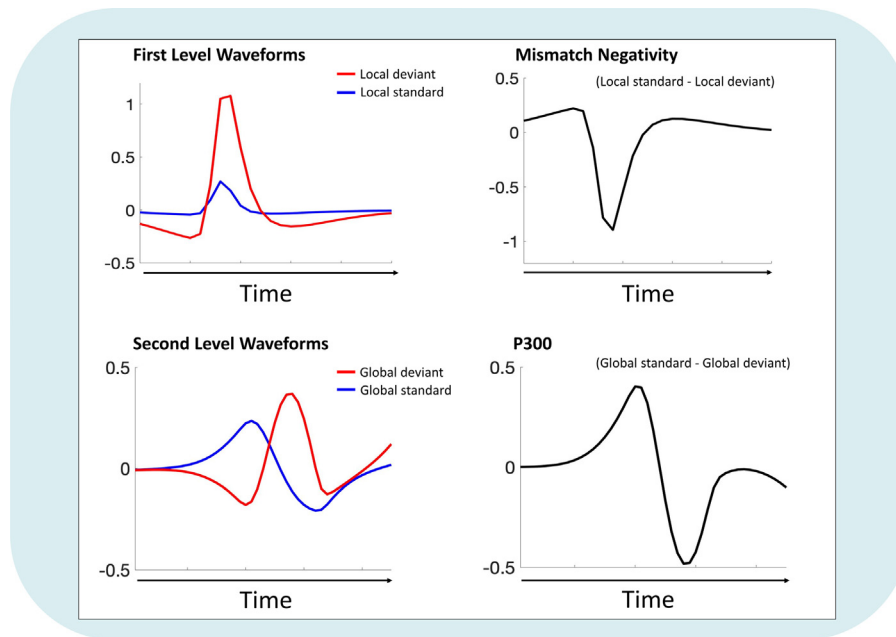 First Level Waveforms
Local deviant
Local standard
1
0.5
0
-0.5
Time
Mismatch Negativity
(Local standard - Local deviant)
0.5
0
-0.5
-1
Time
Second Level Waveforms
Global deviant
Global standard
0.5
0
-0.5
Time
P300
(Global standard - Global deviant)
0.5
0
-0.5
Time